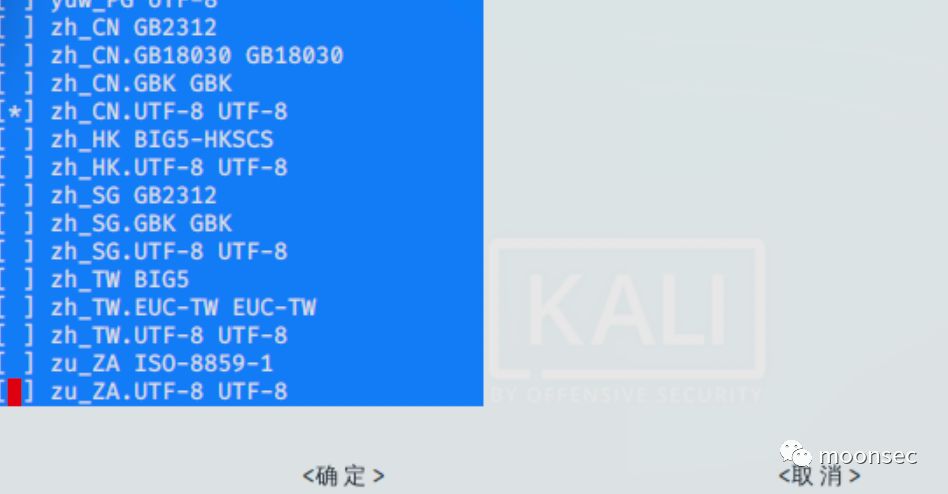 [ ] yuw_PG UTF-8
[ ] zh_CN GB2312
[ ] zh_CN.GB18030 GB18030
[ ] zh_CN.GBK GBK
[*] zh_CN.UTF-8 UTF-8
[ ] zh_HK BIG5-HKSCS
[ ] zh_HK.UTF-8 UTF-8
[ ] zh_SG GB2312
[ ] zh_SG.GBK GBK
[ ] zh_SG.UTF-8 UTF-8
[ ] zh_TW BIG5
[ ] zh_TW.EUC-TW EUC-TW
[ ] zh_TW.UTF-8 UTF-8
[ ] zu_ZA ISO-8859-1
[ ] zu_ZA.UTF-8 UTF-8
KALI
BY OFFENSIVE SECURITY
<确定> <取消>
moonsec